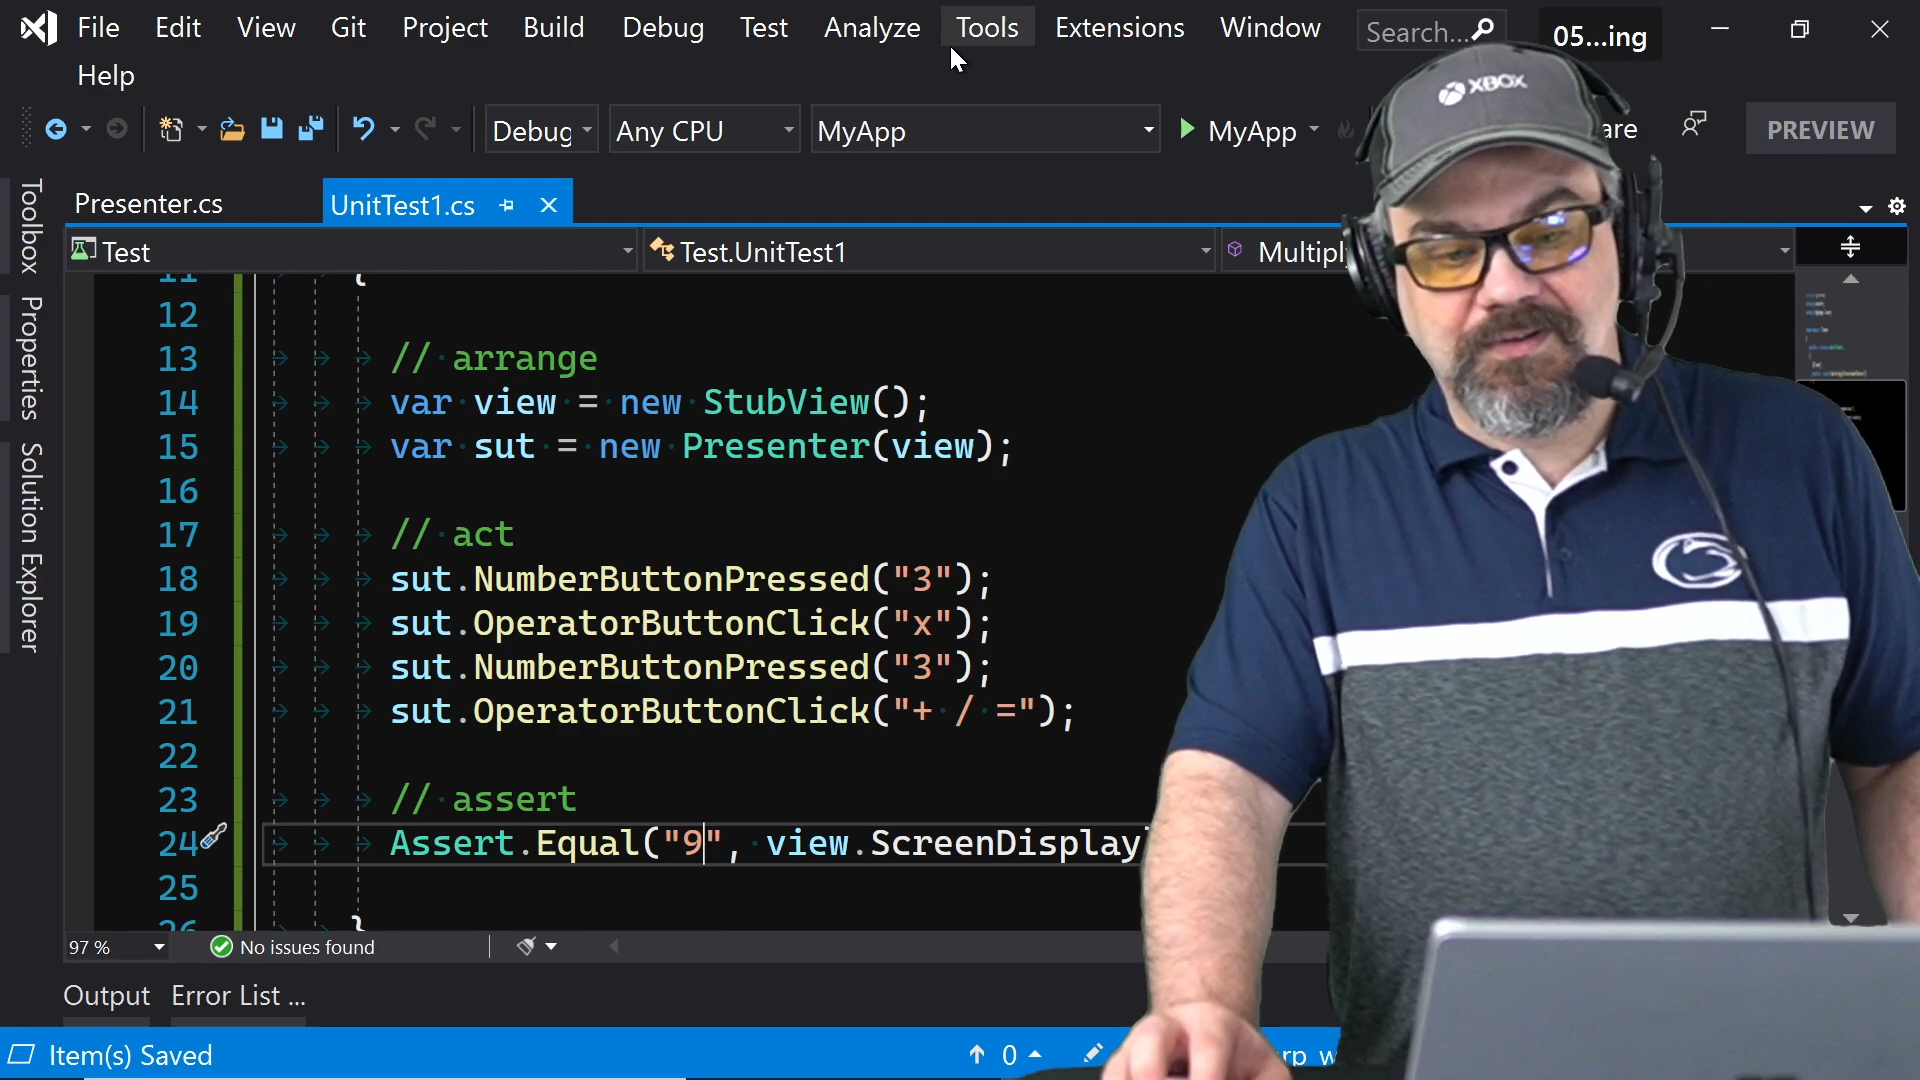 File Edit View Git Project Build Debug Test Analyze Tools Extensions Window Search... 05...ing
Help
Debug Any CPU MyApp MyApp are PREVIEW
XBOX
Presenter.cs UnitTest1.cs
Toolbox
Properties
Solution Explorer
Test Test.UnitTest1 Multiply
11 {
12
13 // arrange
14 var view = new StubView();
15 var sut = new Presenter(view);
16
17 // act
18 sut.NumberButtonPressed("3");
19 sut.OperatorButtonClick("x");
20 sut.NumberButtonPressed("3");
21 sut.OperatorButtonClick("+ / =");
22
23 // assert
24 Assert.Equal("9", view.ScreenDisplay
25
26 }
97 % No issues found
Output Error List ...
Item(s) Saved 0